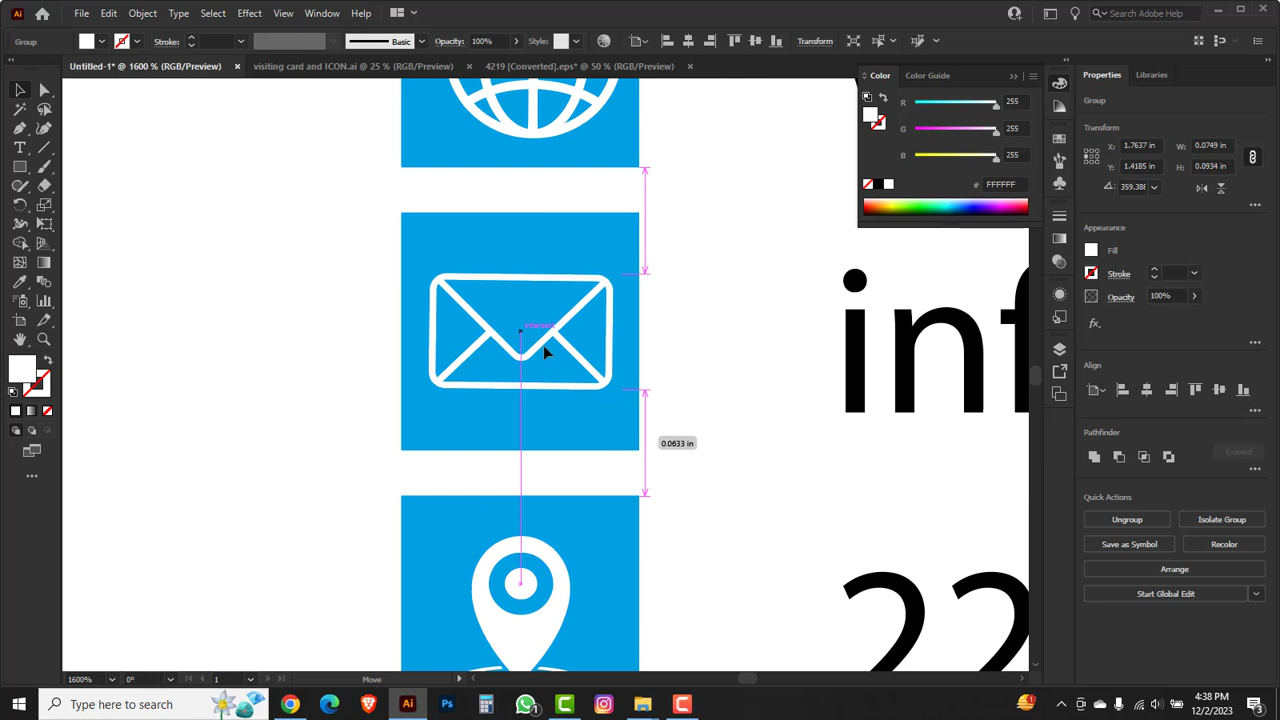 Ai File Edit Object Type Select Effect View Window Help Search Adobe Help
Group Stroke: Basic Opacity: 100% Style: Transform
Untitled-1* @ 1600 % (RGB/Preview) × visiting card and ICON.ai @ 25 % (RGB/Preview) × 4219 [Converted].eps* @ 50 % (RGB/Preview) ×
Color Color Guide
R 255
G 255
B 255
# FFFFFF
Properties Libraries
Group
Transform
X: 1.7637 in W: 0.0749 in
Y: 1.4185 in H: 0.0934 in
Appearance
Fill
Stroke
Opacity 100%
fx.
Align
Pathfinder
Expand
Quick Actions
Ungroup Isolate Group
Save as Symbol Recolor
Arrange
Start Global Edit
0.0633 in
inf
22
1600% 0° 1 Move
Type here to search
Ai Ps
4:38 PM
12/2/2023